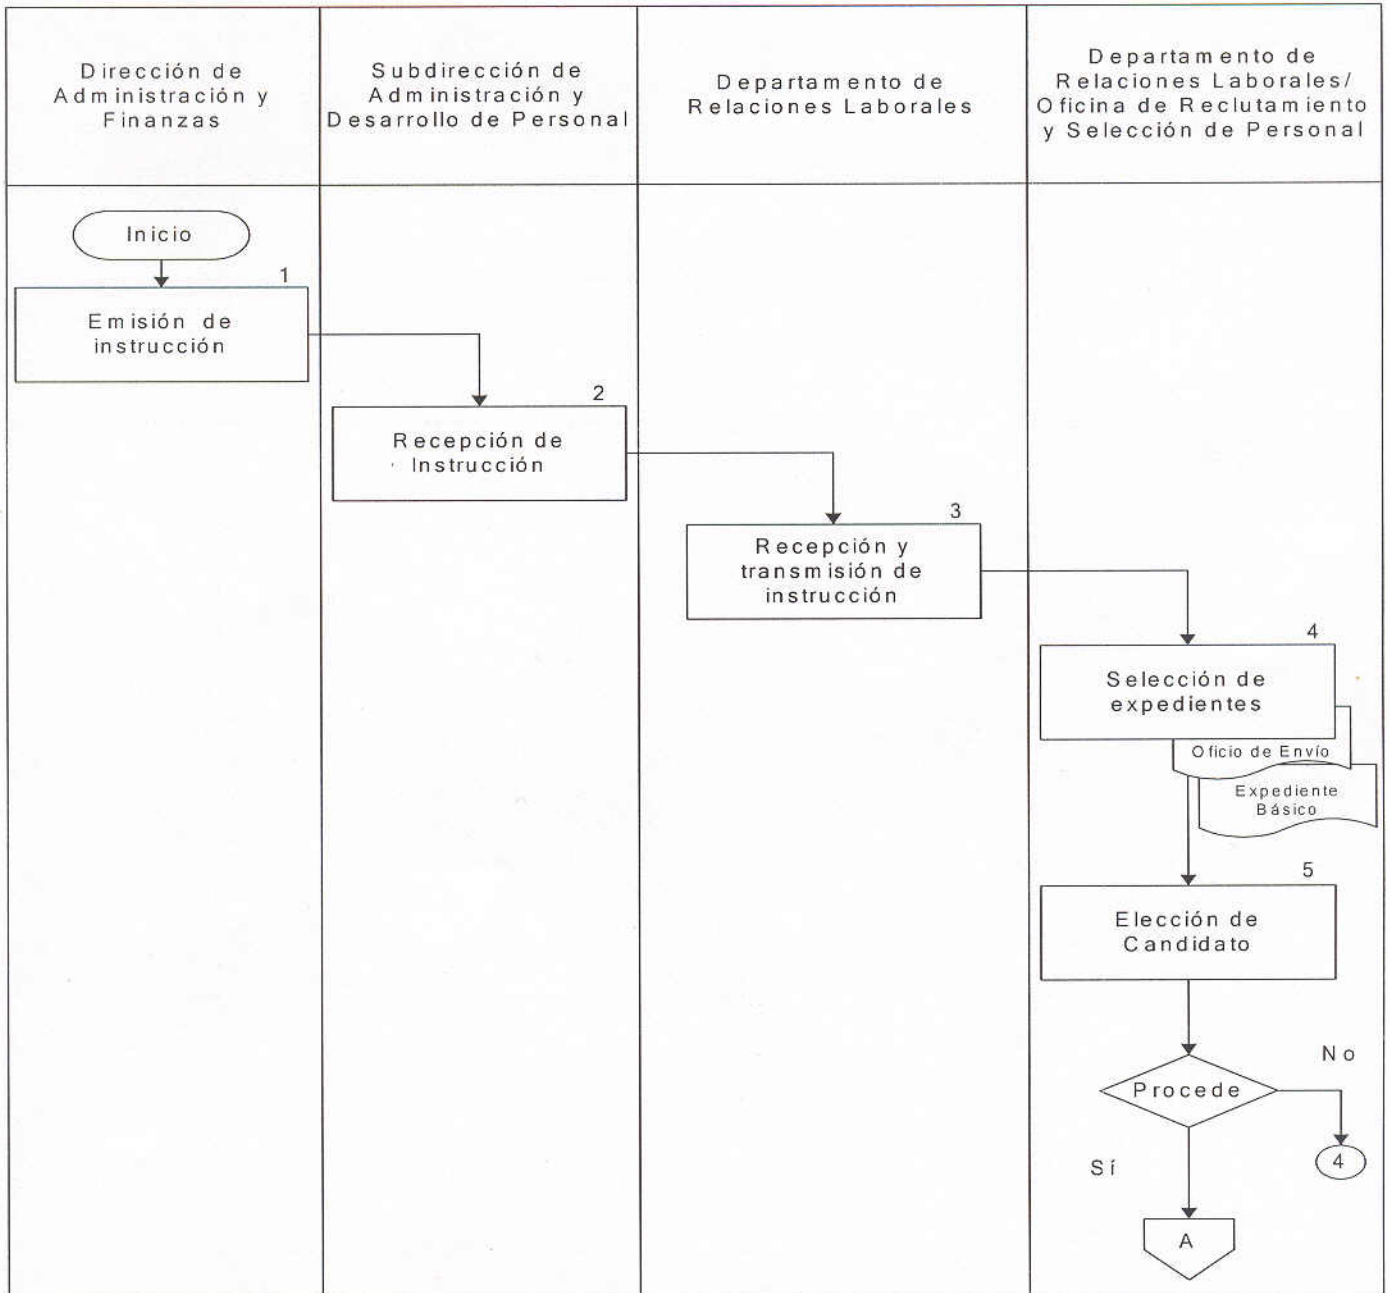 Dirección de
Administración y
Finanzas
Subdirección de
Administración y
Desarrollo de Personal
Departamento de
Relaciones Laborales
Departamento de
Relaciones Laborales/
Oficina de Reclutamiento
y Selección de Personal
Inicio
1
Emisión de
instrucción
2
Recepción de
Instrucción
3
Recepción y
transmisión de
instrucción
4
Selección de
expedientes
Oficio de Envío
Expediente
Básico
5
Elección de
Candidato
Procede
No
Sí
4
A